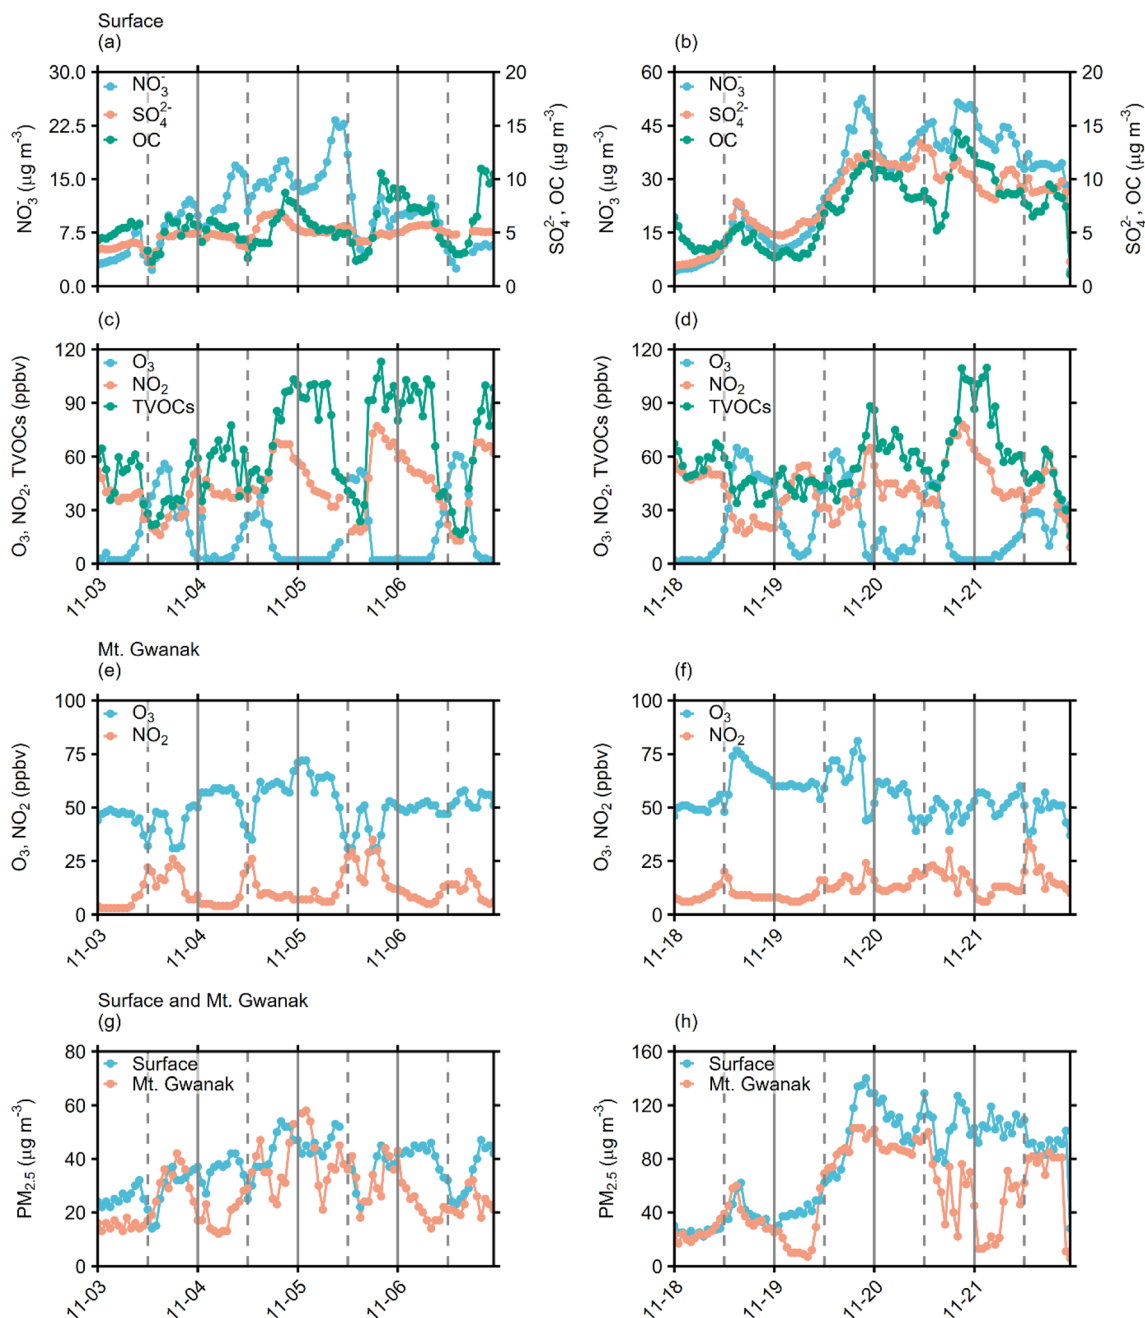 Surface
(a)
(b)
30.0
22.5
15.0
7.5
0.0
NO₃⁻ (µg m⁻³)
NO₃⁻
SO₄²⁻
OC
20
15
10
5
0
SO₄²⁻, OC (µg m⁻³)
60
45
30
15
0
NO₃⁻ (µg m⁻³)
NO₃⁻
SO₄²⁻
OC
20
15
10
5
0
SO₄²⁻, OC (µg m⁻³)
(c)
(d)
120
90
60
30
0
O₃, NO₂, TVOCs (ppbv)
O₃
NO₂
TVOCs
11-03
11-04
11-05
11-06
120
90
60
30
0
O₃, NO₂, TVOCs (ppbv)
O₃
NO₂
TVOCs
11-18
11-19
11-20
11-21
Mt. Gwanak
(e)
(f)
100
75
50
25
0
O₃, NO₂ (ppbv)
O₃
NO₂
11-03
11-04
11-05
11-06
100
75
50
25
0
O₃, NO₂ (ppbv)
O₃
NO₂
11-18
11-19
11-20
11-21
Surface and Mt. Gwanak
(g)
(h)
80
60
40
20
0
PM₂.₅ (µg m⁻³)
Surface
Mt. Gwanak
11-03
11-04
11-05
11-06
160
120
80
40
0
PM₂.₅ (µg m⁻³)
Surface
Mt. Gwanak
11-18
11-19
11-20
11-21